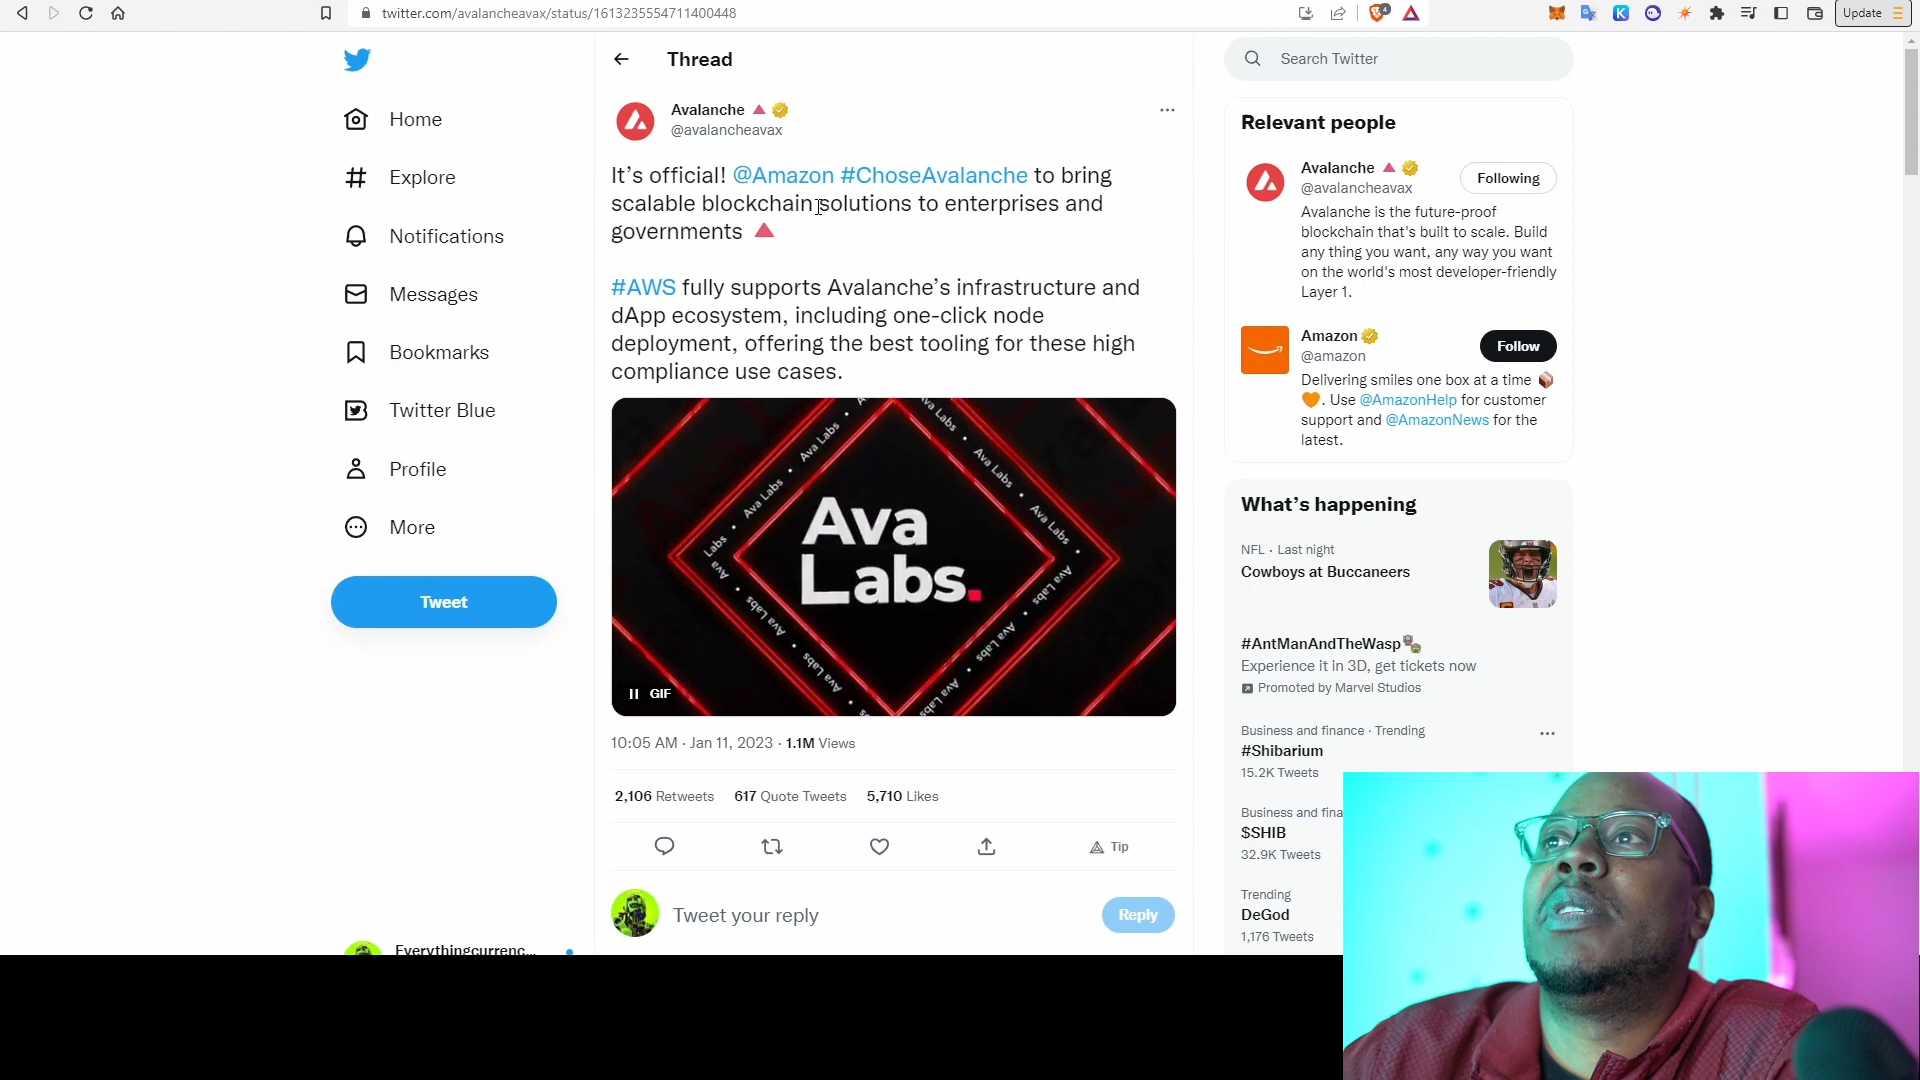 twitter.com/avalancheavax/status/1613235554711400448
4
Update
Home
Explore
Notifications
Messages
Bookmarks
Twitter Blue
Profile
More
Tweet
Everythingcurrenc...
Thread
Avalanche
@avalancheavax
It’s official! @Amazon #ChoseAvalanche to bring
scalable blockchain solutions to enterprises and
governments
#AWS fully supports Avalanche’s infrastructure and
dApp ecosystem, including one-click node
deployment, offering the best tooling for these high
compliance use cases.
Ava Labs • Ava Labs • Ava Labs
Ava
Labs.
GIF
10:05 AM · Jan 11, 2023 · 1.1M Views
2,106 Retweets 617 Quote Tweets 5,710 Likes
Tip
Tweet your reply
Reply
Search Twitter
Relevant people
Avalanche
@avalancheavax
Following
Avalanche is the future-proof
blockchain that's built to scale. Build
any thing you want, any way you want
on the world's most developer-friendly
Layer 1.
Amazon
@amazon
Follow
Delivering smiles one box at a time
. Use @AmazonHelp for customer
support and @AmazonNews for the
latest.
What’s happening
NFL · Last night
Cowboys at Buccaneers
#AntManAndTheWasp
Experience it in 3D, get tickets now
Promoted by Marvel Studios
Business and finance · Trending
#Shibarium
15.2K Tweets
Business and fina
$SHIB
32.9K Tweets
Trending
DeGod
1,176 Tweets